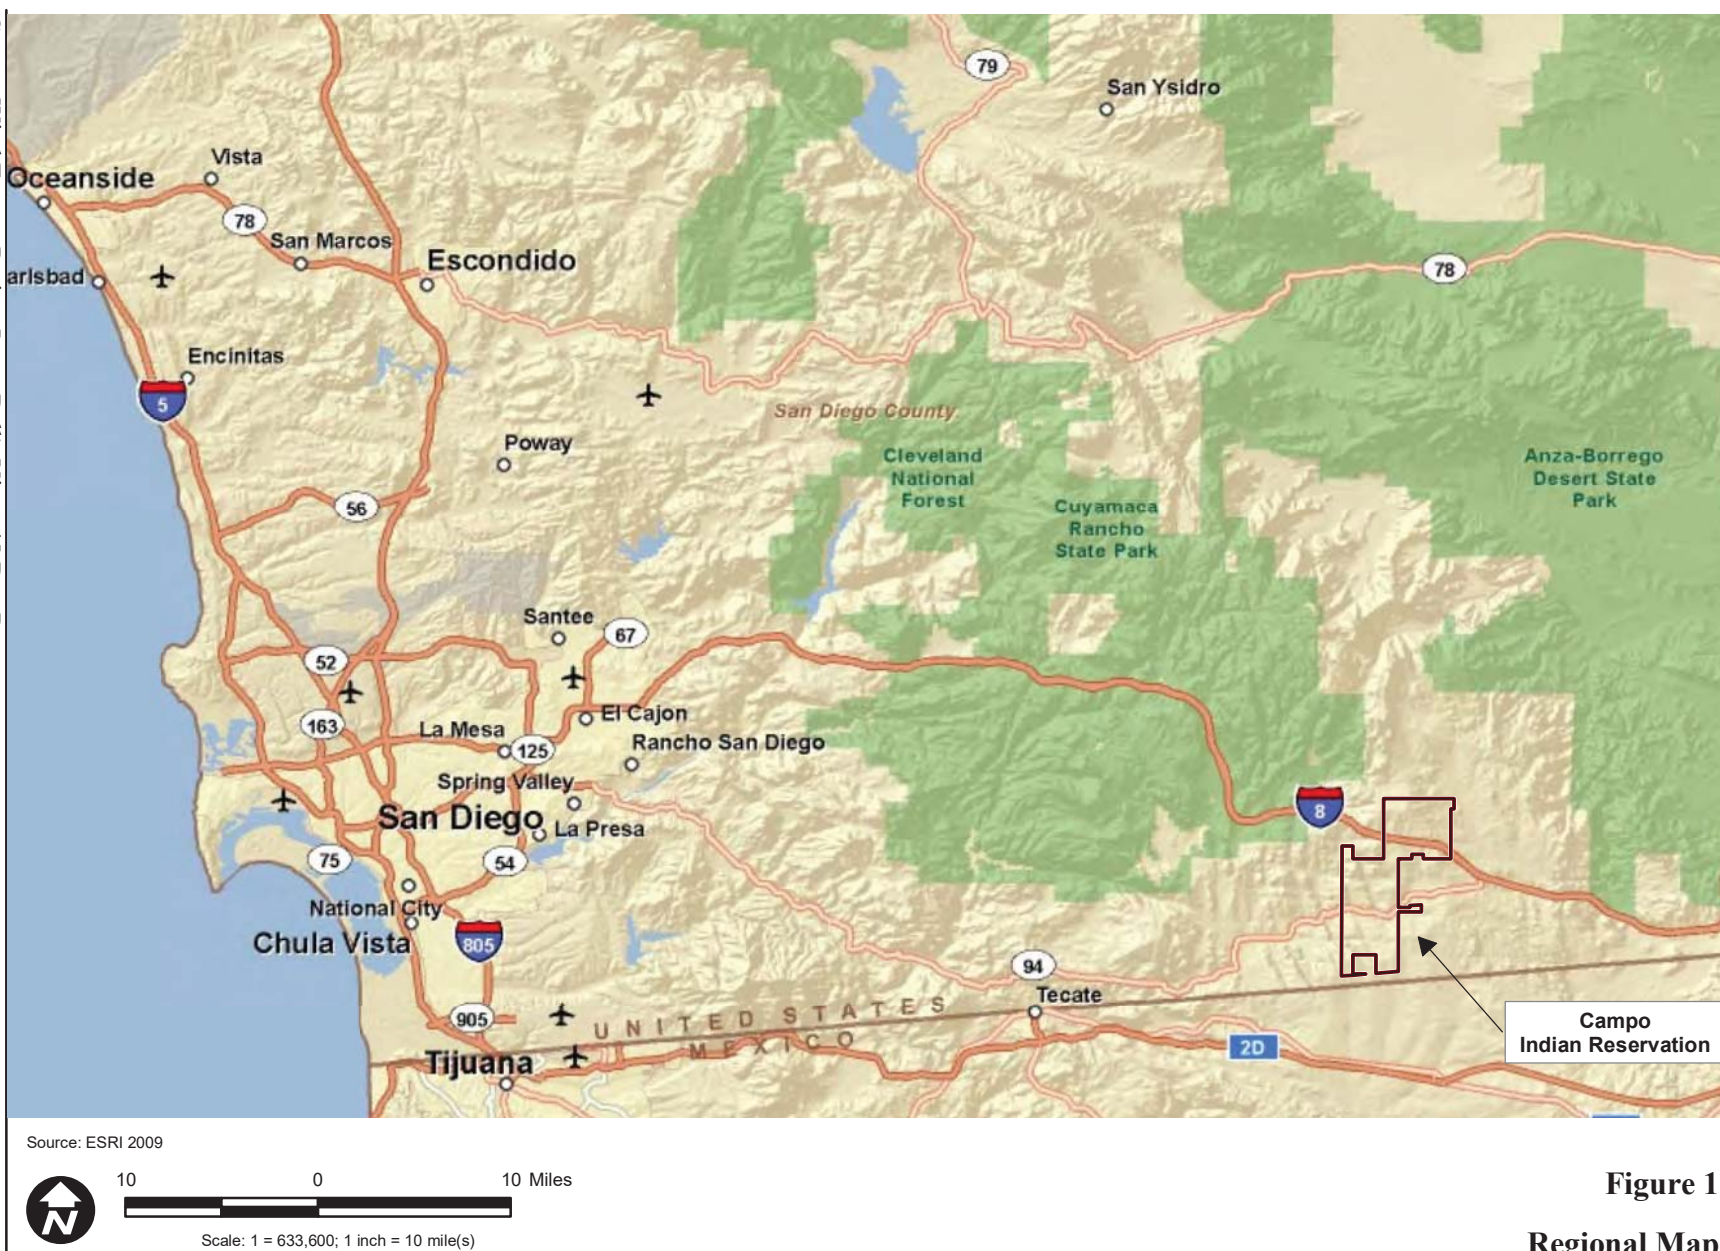 79
San Ysidro
Vista
Oceanside
78
San Marcos
Escondido
arlsbad
78
Encinitas
5
San Diego County
Poway
Cleveland
National
Forest
Anza-Borrego
Desert State
Park
56
Cuyamaca
Rancho
State Park
Santee
67
52
163
La Mesa
125
El Cajon
Rancho San Diego
Spring Valley
San Diego
La Presa
8
75
54
National City
Chula Vista
805
94
Tecate
905
UNITED STATES
MEXICO
Tijuana
2D
Campo
Indian Reservation
Source: ESRI 2009
10 0 10 Miles
N
Scale: 1 = 633,600; 1 inch = 10 mile(s)
Figure 1
Regional Map